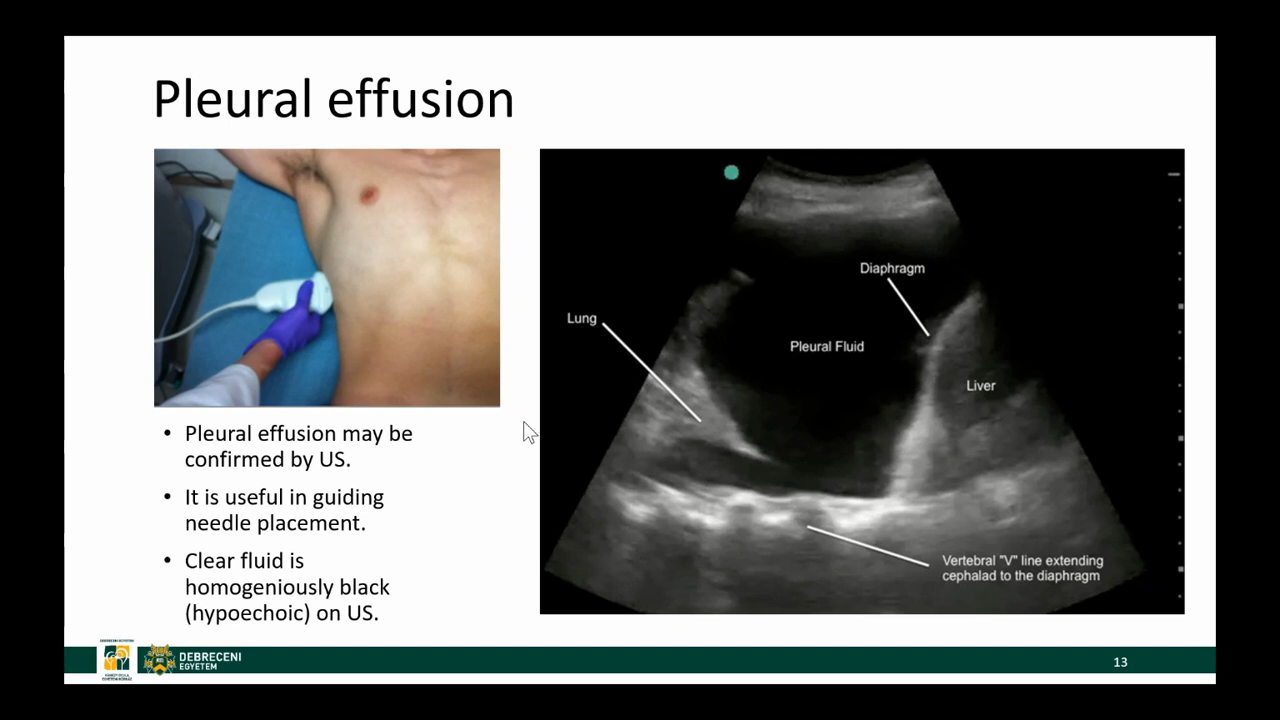 Pleural effusion
• Pleural effusion may be
confirmed by US.
• It is useful in guiding
needle placement.
• Clear fluid is
homogeniously black
(hypoechoic) on US.
Diaphragm
Lung
Pleural Fluid
Liver
Vertebral "V" line extending
cephalad to the diaphragm
DEBRECENI
EGYETEM
13